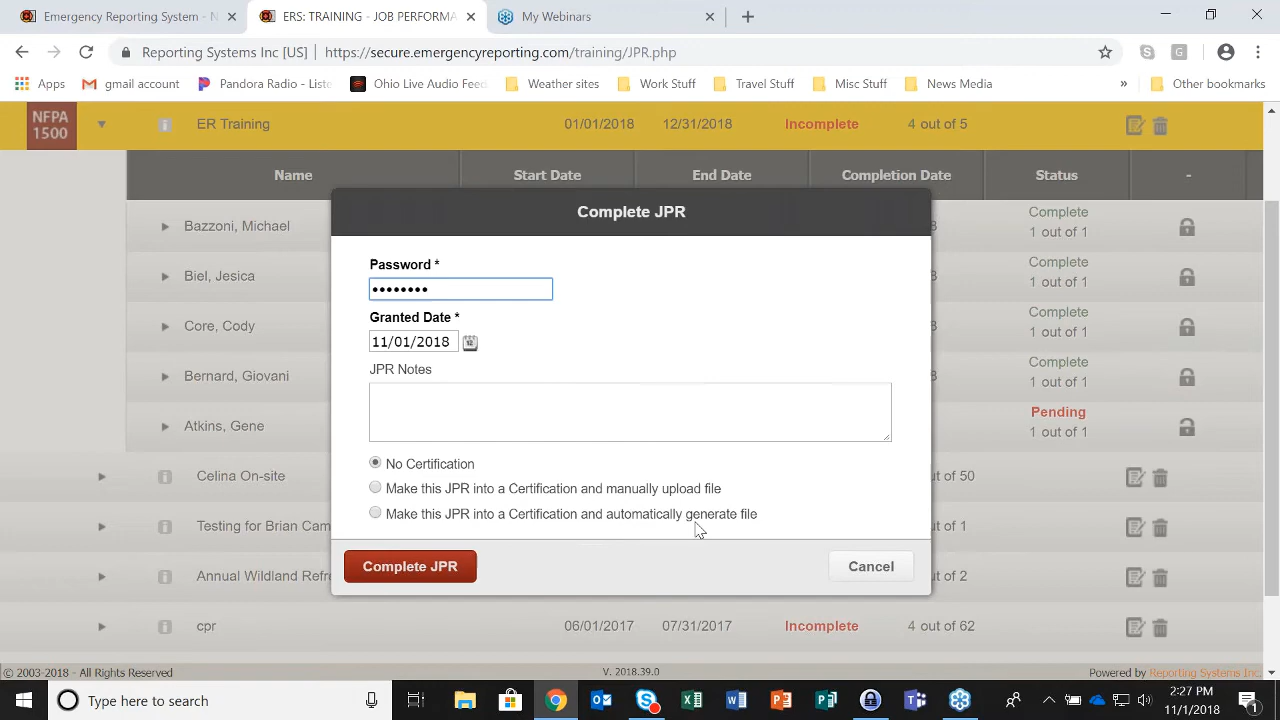 Emergency Reporting System - N
ERS: TRAINING - JOB PERFORMA
My Webinars
Reporting Systems Inc [US] | https://secure.emergencyreporting.com/training/JPR.php
Apps
gmail account
Pandora Radio - Liste
Ohio Live Audio Feed
Weather sites
Work Stuff
Travel Stuff
Misc Stuff
News Media
»
Other bookmarks
NFPA 1500
ER Training 01/01/2018 12/31/2018 Incomplete 4 out of 5
Name Start Date End Date Completion Date Status -
Complete JPR
Bazzoni, Michael Complete
1 out of 1
Biel, Jesica Complete
1 out of 1
Core, Cody Complete
1 out of 1
Bernard, Giovani Complete
1 out of 1
Atkins, Gene Pending
1 out of 1
Password *
••••••••
Granted Date *
11/01/2018
JPR Notes
No Certification
Make this JPR into a Certification and manually upload file
Make this JPR into a Certification and automatically generate file
Complete JPR Cancel
Celina On-site out of 50
Testing for Brian Cam out of 1
Annual Wildland Refr out of 2
cpr 06/01/2017 07/31/2017 Incomplete 4 out of 62
© 2003-2018 - All Rights Reserved V. 2018.39.0 Powered by Reporting Systems Inc.
Type here to search
2:27 PM
11/1/2018